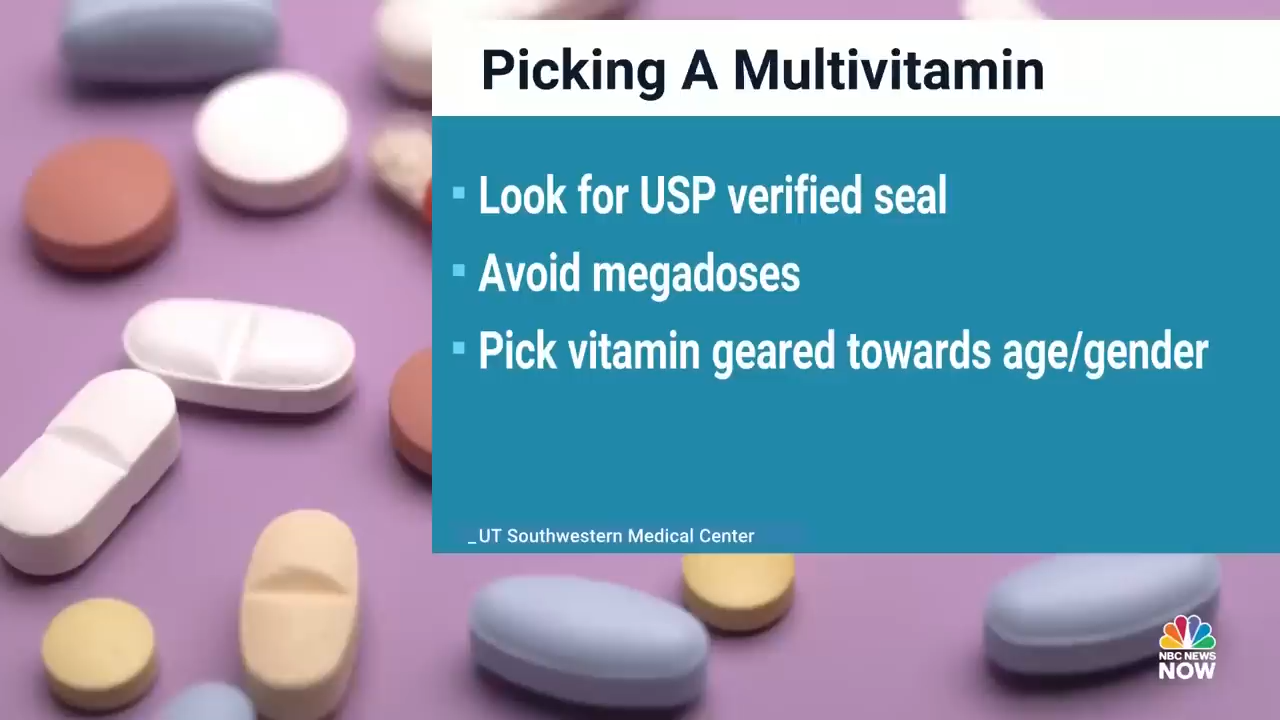 Picking A Multivitamin
Look for USP verified seal
Avoid megadoses
Pick vitamin geared towards age/gender
_UT Southwestern Medical Center
NBC NEWS
NOW